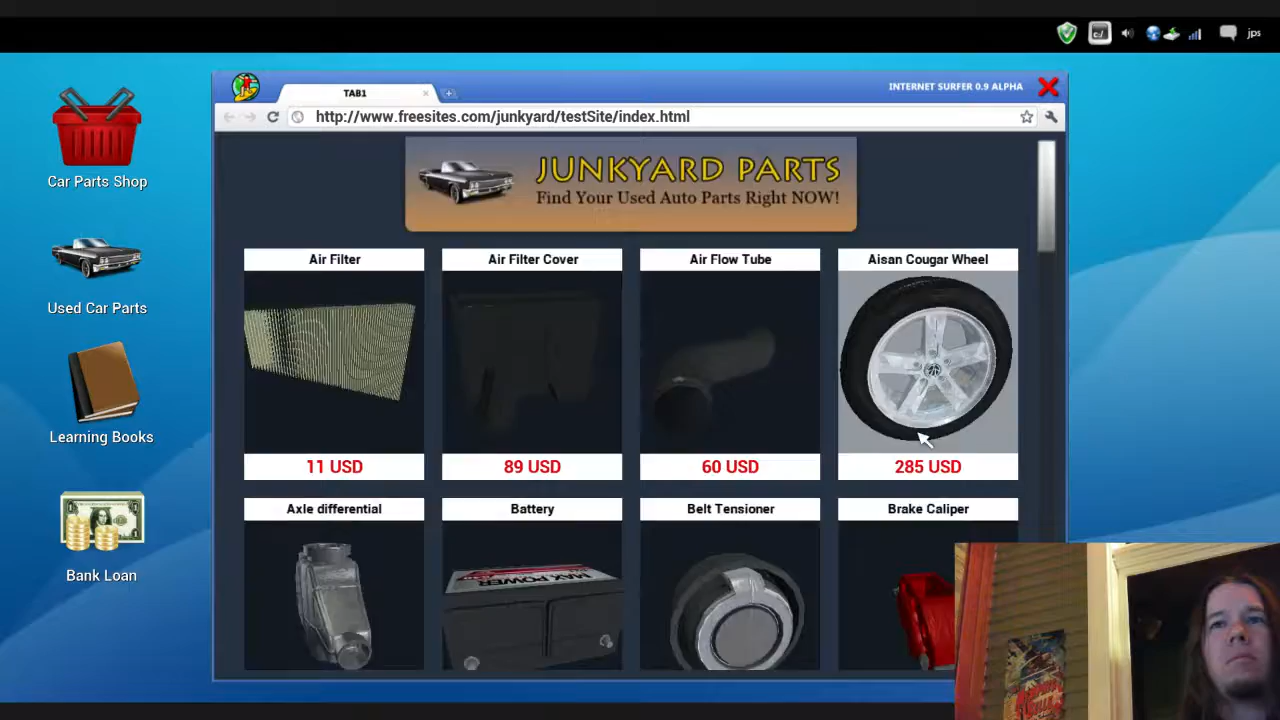 c:/
jps
TAB1
INTERNET SURFER 0.9 ALPHA
http://www.freesites.com/junkyard/testSite/index.html
JUNKYARD PARTS
Find Your Used Auto Parts Right NOW!
Car Parts Shop
Used Car Parts
Learning Books
Bank Loan
Air Filter
Air Filter Cover
Air Flow Tube
Aisan Cougar Wheel
11 USD
89 USD
60 USD
285 USD
Axle differential
Battery
Belt Tensioner
Brake Caliper
MAX POWER